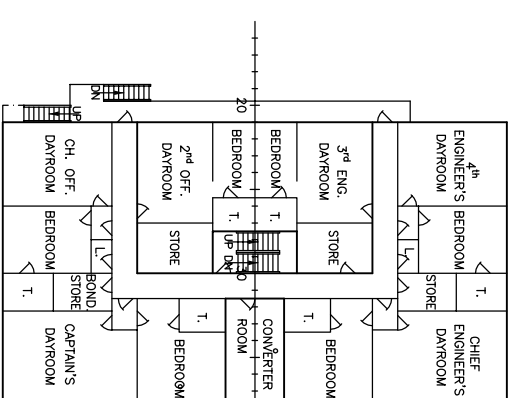 DN
UP
20
CH. OFF.
DAYROOM
2nd OFF.
DAYROOM
BEDROOM
BEDROOM
3rd ENG.
DAYROOM
4th
ENGINEER'S
DAYROOM
BEDROOM
L.
STORE
T.
T.
UP
DN
30
STORE
L.
BEDROOM
T.
BOND.
STORE
STORE
T.
CAPTAIN'S
DAYROOM
T.
BEDROOM
CONVERTER
ROOM
T.
BEDROOM
CHIEF
ENGINEER'S
DAYROOM